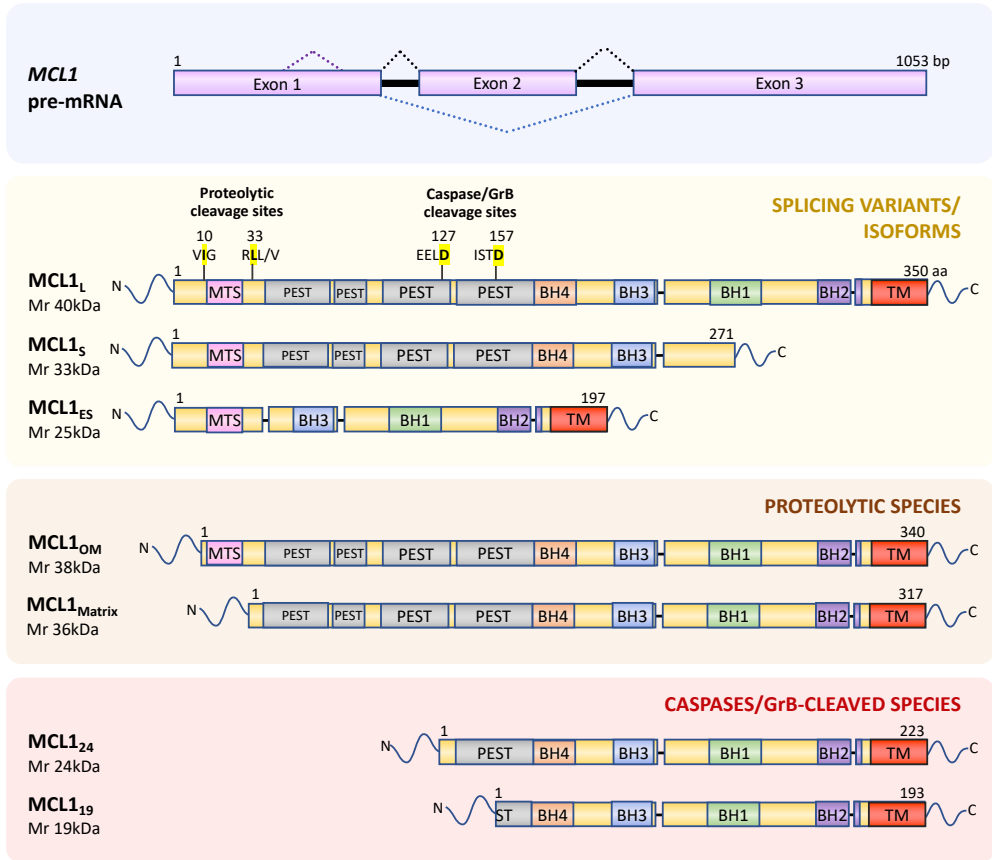 1 1053 bp
MCL1
pre-mRNA
Exon 1 Exon 2 Exon 3
SPLICING VARIANTS/
ISOFORMS
Proteolytic
cleavage sites
Caspase/GrB
cleavage sites
10 33 127 157
VIG RLL/V EELD ISTD
1 350 aa
MCL1L
Mr 40kDa
N MTS PEST PEST PEST PEST BH4 BH3 BH1 BH2 TM C
1 271
MCL1S
Mr 33kDa
N MTS PEST PEST PEST PEST BH4 BH3 C
1 197
MCL1ES
Mr 25kDa
N MTS BH3 BH1 BH2 TM C
PROTEOLYTIC SPECIES
1 340
MCL1OM
Mr 38kDa
N MTS PEST PEST PEST PEST BH4 BH3 BH1 BH2 TM C
1 317
MCL1Matrix
Mr 36kDa
N PEST PEST PEST PEST BH4 BH3 BH1 BH2 TM C
CASPASES/GrB-CLEAVED SPECIES
1 223
MCL124
Mr 24kDa
N PEST BH4 BH3 BH1 BH2 TM C
1 193
MCL119
Mr 19kDa
N ST BH4 BH3 BH1 BH2 TM C